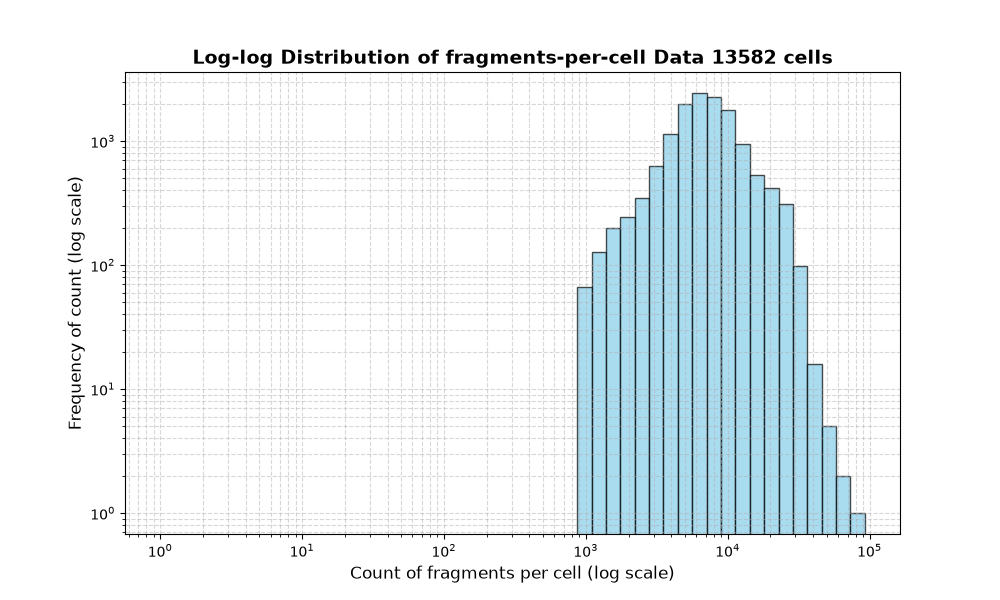 Log-log Distribution of fragments-per-cell Data 13582 cells
Frequency of count (log scale)
10³
10²
10¹
10⁰
10⁰ 10¹ 10² 10³ 10⁴ 10⁵
Count of fragments per cell (log scale)